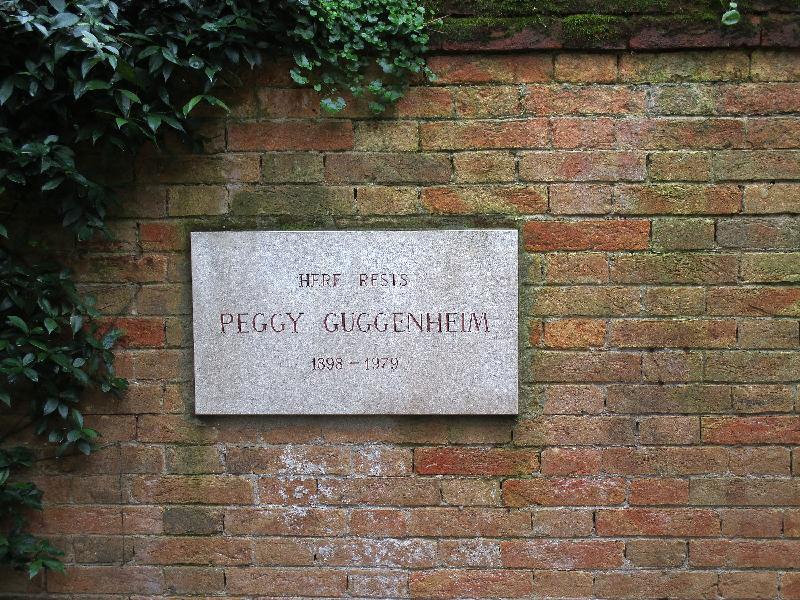 HERE RESTS
PEGGY GUGGENHEIM
1898 - 1979